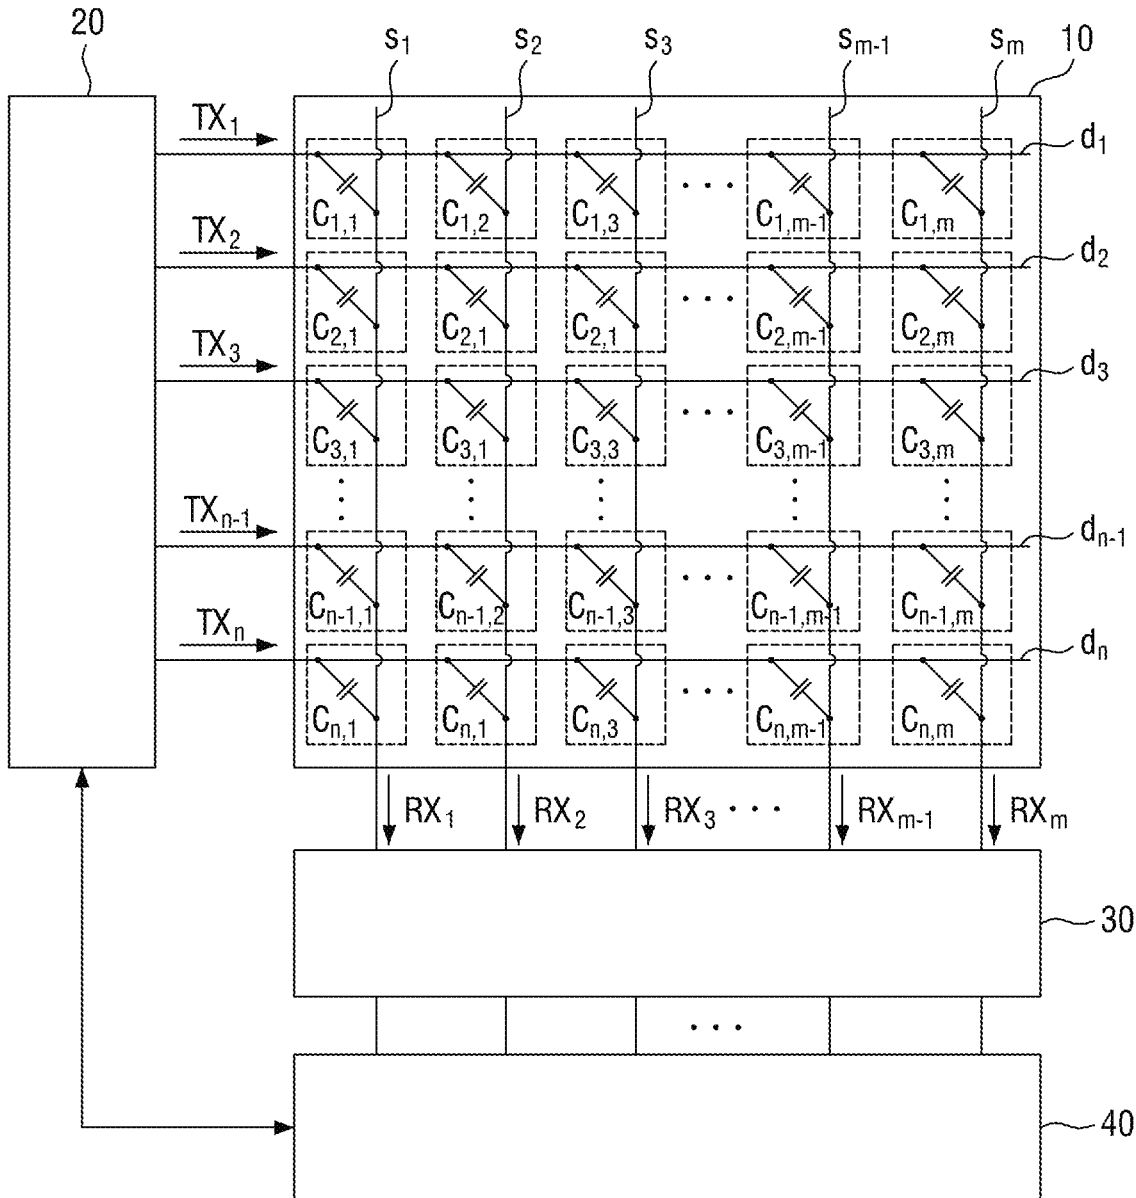 20 s₁ s₂ s₃ sₘ₋₁ sₘ 10
TX₁ d₁
C₁,₁ C₁,₂ C₁,₃ • • • C₁,ₘ₋₁ C₁,ₘ
TX₂ d₂
C₂,₁ C₂,₁ C₂,₁ • • • C₂,ₘ₋₁ C₂,ₘ
TX₃ d₃
C₃,₁ C₃,₁ C₃,₃ • • • C₃,ₘ₋₁ C₃,ₘ
TXₙ₋₁ dₙ₋₁
Cₙ₋₁,₁ Cₙ₋₁,₂ Cₙ₋₁,₃ • • • Cₙ₋₁,ₘ₋₁ Cₙ₋₁,ₘ
TXₙ dₙ
Cₙ,₁ Cₙ,₁ Cₙ,₃ • • • Cₙ,ₘ₋₁ Cₙ,ₘ
RX₁ RX₂ RX₃ • • • RXₘ₋₁ RXₘ
30
• • •
40